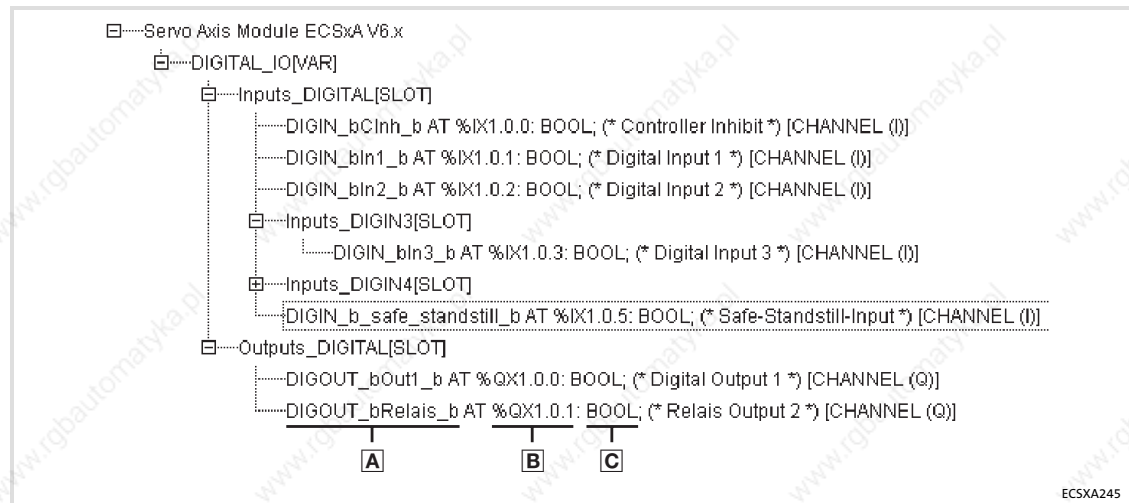 Servo Axis Module ECSxA V6.x
DIGITAL_IO[VAR]
Inputs_DIGITAL[SLOT]
DIGIN_bCInh_b AT %IX1.0.0: BOOL; (* Controller Inhibit *) [CHANNEL (I)]
DIGIN_bIn1_b AT %IX1.0.1: BOOL; (* Digital Input 1 *) [CHANNEL (I)]
DIGIN_bIn2_b AT %IX1.0.2: BOOL; (* Digital Input 2 *) [CHANNEL (I)]
Inputs_DIGIN3[SLOT]
DIGIN_bIn3_b AT %IX1.0.3: BOOL; (* Digital Input 3 *) [CHANNEL (I)]
Inputs_DIGIN4[SLOT]
DIGIN_b_safe_standstill_b AT %IX1.0.5: BOOL; (* Safe-Standstill-Input *) [CHANNEL (I)]
Outputs_DIGITAL[SLOT]
DIGOUT_bOut1_b AT %QX1.0.0: BOOL; (* Digital Output 1 *) [CHANNEL (Q)]
DIGOUT_bRelais_b AT %QX1.0.1: BOOL; (* Relais Output 2 *) [CHANNEL (Q)]
A B C
ECSXA245
www.rgbautomatyka.pl